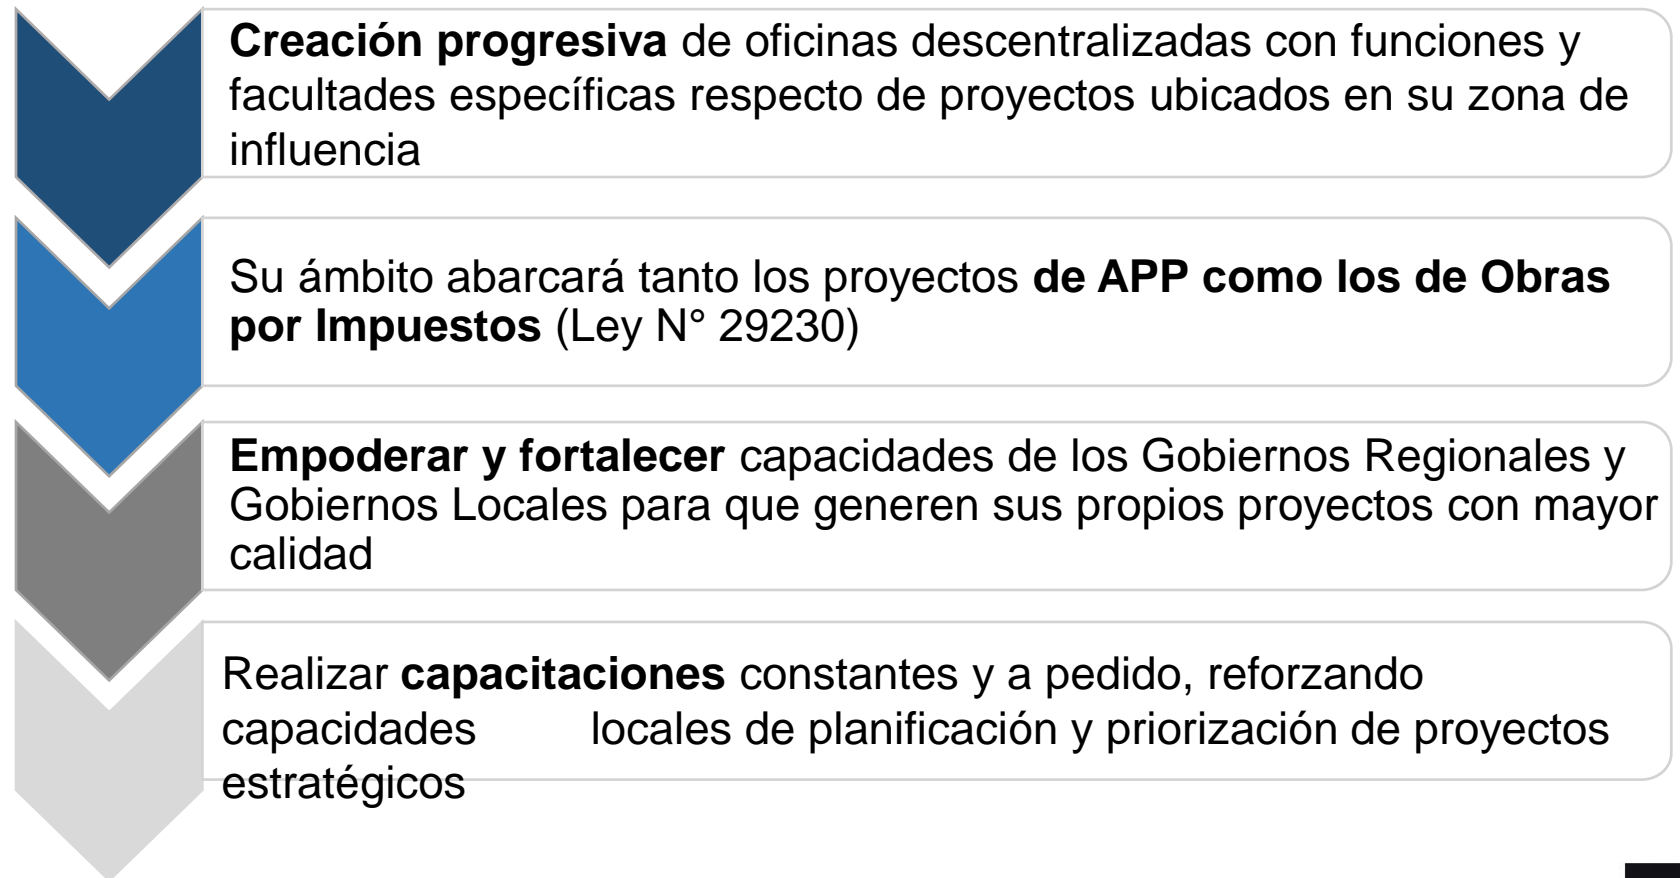 Creación progresiva de oficinas descentralizadas con funciones y
facultades específicas respecto de proyectos ubicados en su zona de
influencia
Su ámbito abarcará tanto los proyectos de APP como los de Obras
por Impuestos (Ley N° 29230)
Empoderar y fortalecer capacidades de los Gobiernos Regionales y
Gobiernos Locales para que generen sus propios proyectos con mayor
calidad
Realizar capacitaciones constantes y a pedido, reforzando
capacidades locales de planificación y priorización de proyectos
estratégicos